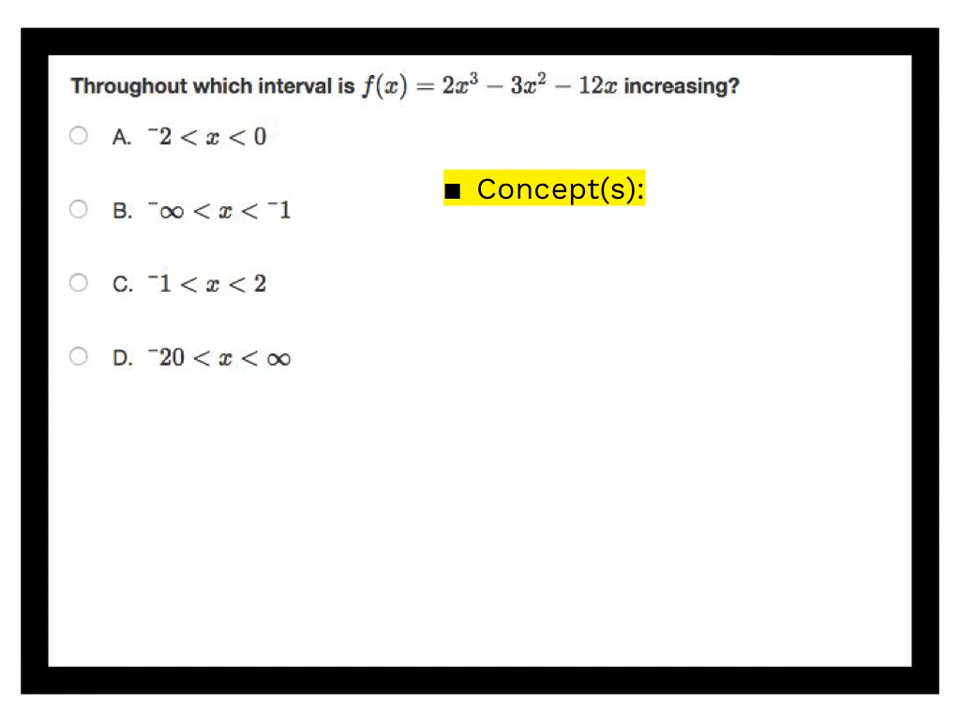 Throughout which interval is f(x) = 2x³ − 3x² − 12x increasing?
A. ⁻2 < x < 0
■ Concept(s):
B. ⁻∞ < x < ⁻1
C. ⁻1 < x < 2
D. ⁻20 < x < ∞